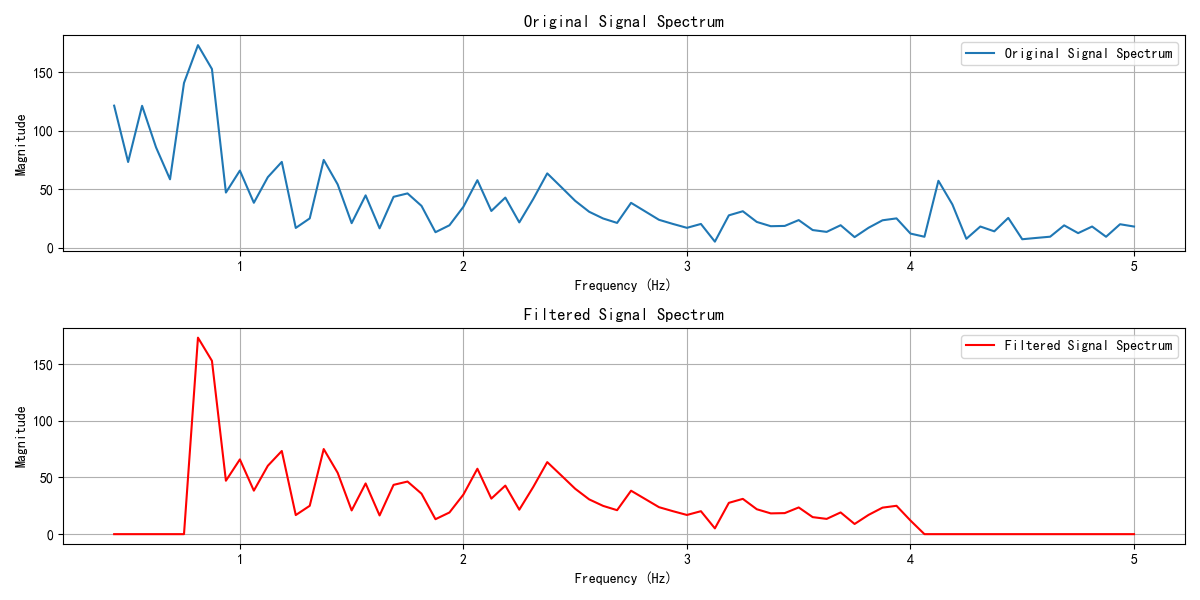 Original Signal Spectrum
Original Signal Spectrum
Magnitude
150
100
50
0
1 2 3 4 5
Frequency (Hz)
Filtered Signal Spectrum
Filtered Signal Spectrum
Magnitude
150
100
50
0
1 2 3 4 5
Frequency (Hz)